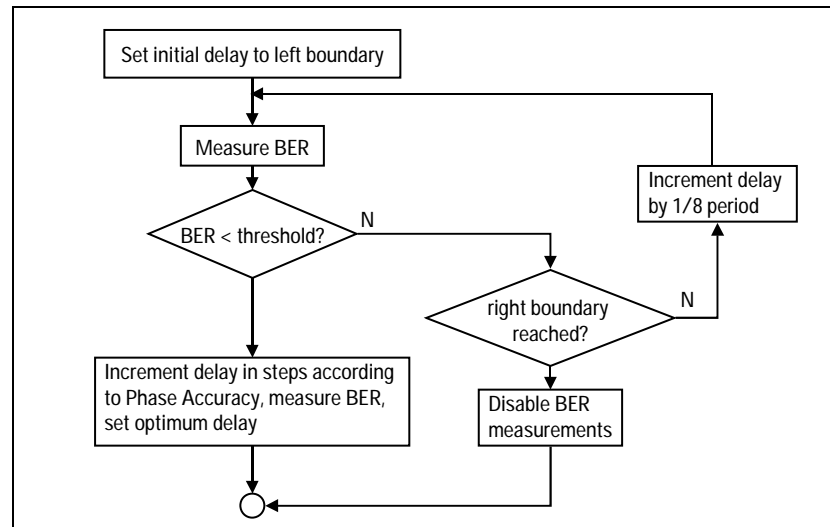 Set initial delay to left boundary
Measure BER
Increment delay
by 1/8 period
BER < threshold?
N
right boundary
reached?
N
Increment delay in steps according
to Phase Accuracy, measure BER,
set optimum delay
Disable BER
measurements